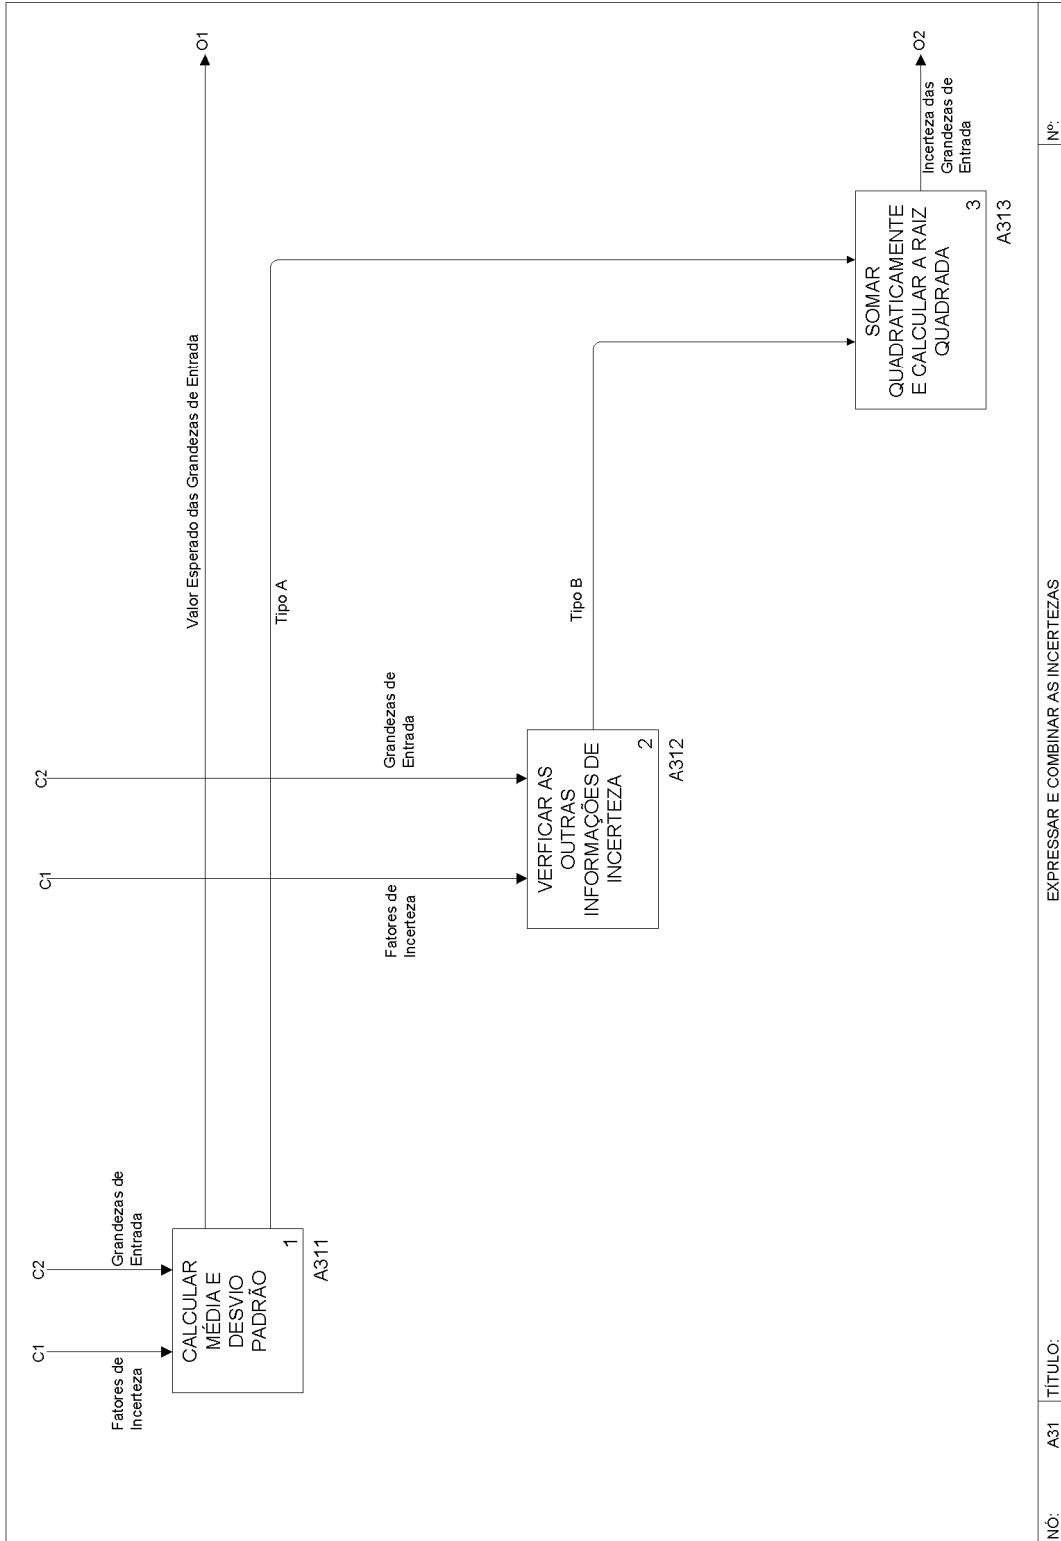 C1
C2
Fatores de
Incerteza
Grandezas de
Entrada
CALCULAR
MÉDIA E
DESVIO
PADRÃO
1
A311
C1
C2
Valor Esperado das Grandezas de Entrada
O1
Tipo A
Fatores de
Incerteza
Grandezas de
Entrada
VERFICAR AS
OUTRAS
INFORMAÇÕES DE
INCERTEZA
2
A312
Tipo B
SOMAR
QUADRATICAMENTE
E CALCULAR A RAIZ
QUADRADA
3
A313
Incerteza das
Grandezas de
Entrada
O2
NÓ:
A31
TÍTULO:
EXPRESSAR E COMBINAR AS INCERTEZAS
Nº: